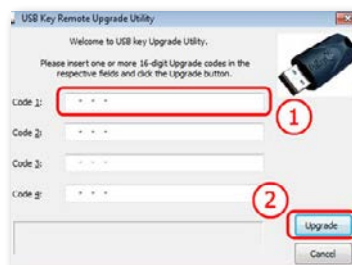 USB Key Remote Upgrade Utility
Welcome to USB key Upgrade Utility.
Please insert one or more 16-digit Upgrade codes in the
respective fields and click the Upgrade button.
Code 1:
1
Code 2:
Code 3:
Code 4:
2
Upgrade
Cancel